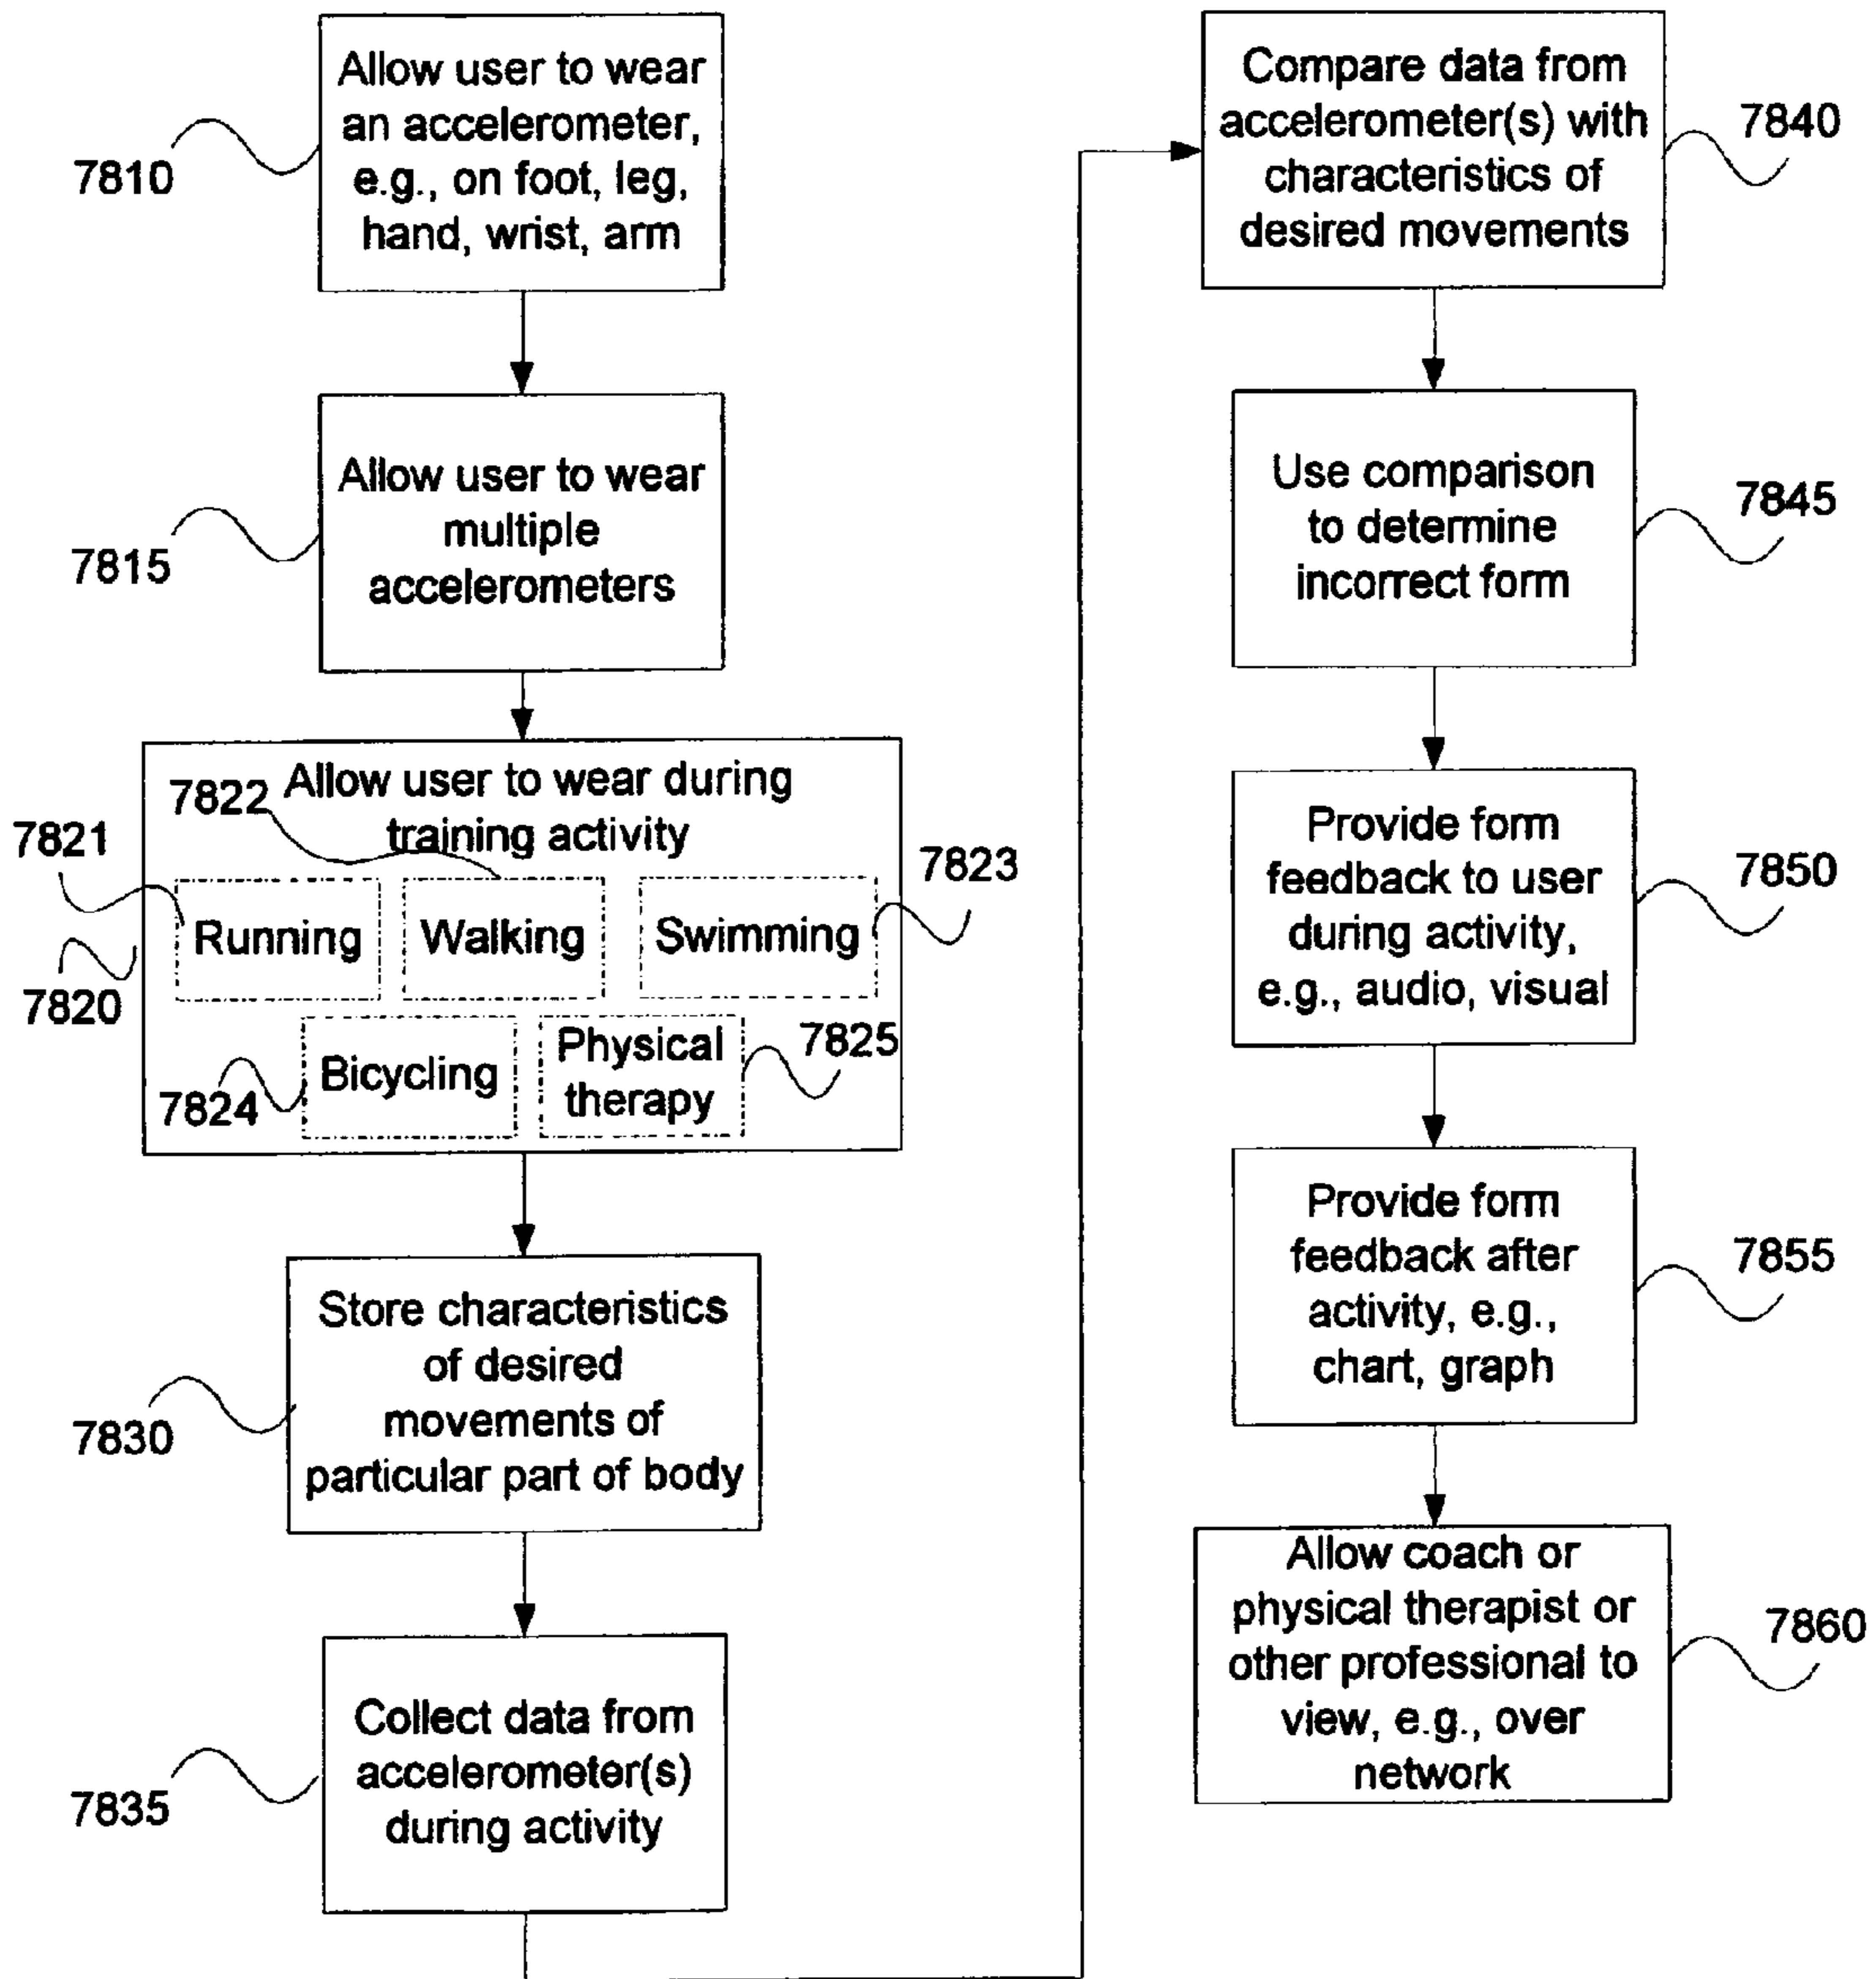 Allow user to wear
an accelerometer,
e.g., on foot, leg,
hand, wrist, arm
7810
Allow user to wear
multiple
accelerometers
7815
Allow user to wear during
training activity
7822
7821
7823
Running
Walking
Swimming
7820
Bicycling
Physical
therapy
7825
7824
Store characteristics
of desired
movements of
particular part of body
7830
Collect data from
accelerometer(s)
during activity
7835
Compare data from
accelerometer(s) with
characteristics of
desired movements
7840
Use comparison
to determine
incorrect form
7845
Provide form
feedback to user
during activity,
e.g., audio, visual
7850
Provide form
feedback after
activity, e.g.,
chart, graph
7855
Allow coach or
physical therapist or
other professional to
view, e.g., over
network
7860